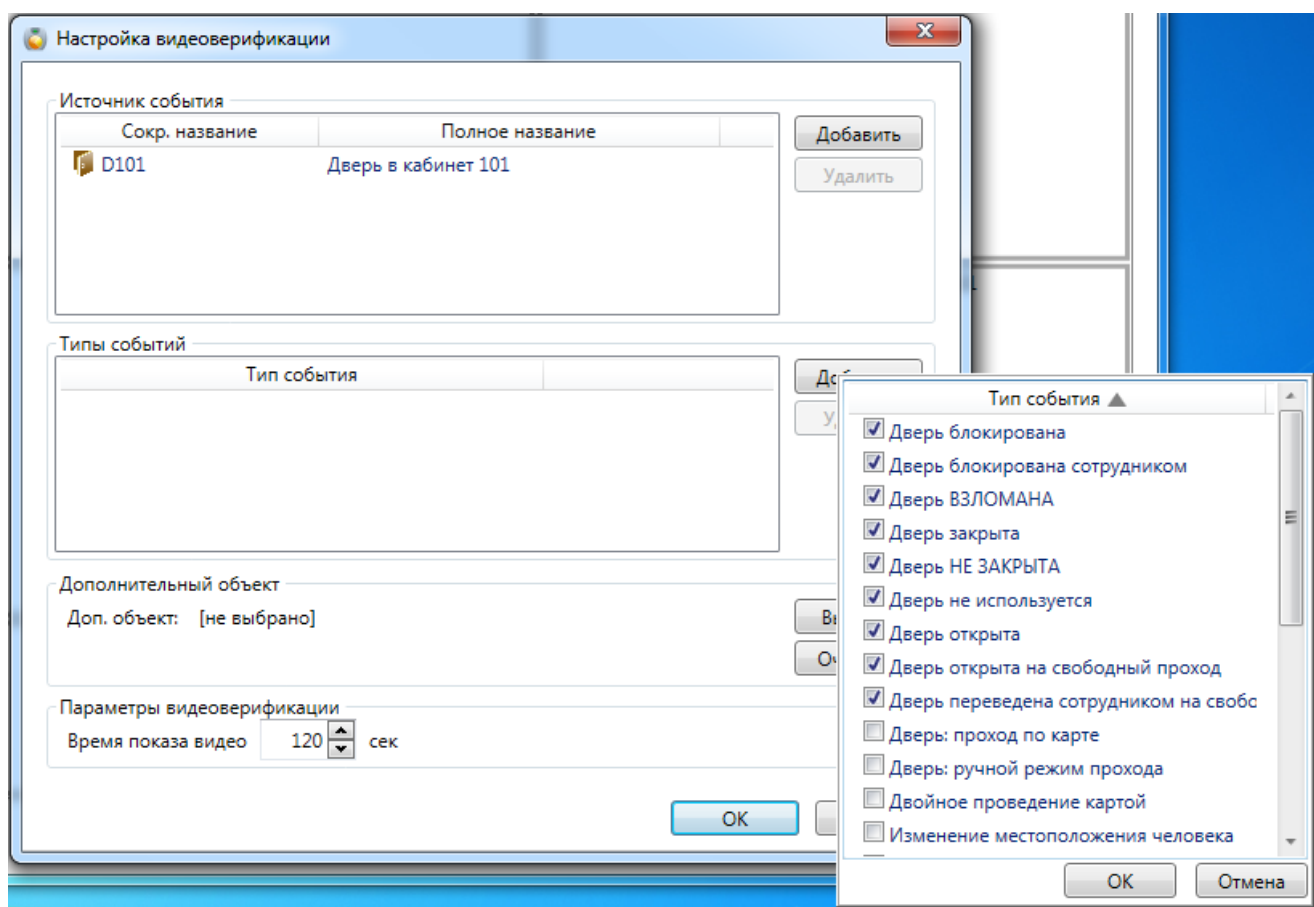 Настройка видеоверификации
Источник события
Сокр. название Полное название
D101 Дверь в кабинет 101
Добавить
Удалить
Типы событий
Тип события
Дополнительный объект
Доп. объект: [не выбрано]
Параметры видеоверификации
Время показа видео 120 сек
OK
Тип события
Дверь блокирована
Дверь блокирована сотрудником
Дверь ВЗЛОМАНА
Дверь закрыта
Дверь НЕ ЗАКРЫТА
Дверь не используется
Дверь открыта
Дверь открыта на свободный проход
Дверь переведена сотрудником на свобо
Дверь: проход по карте
Дверь: ручной режим прохода
Двойное проведение картой
Изменение местоположения человека
OK Отмена